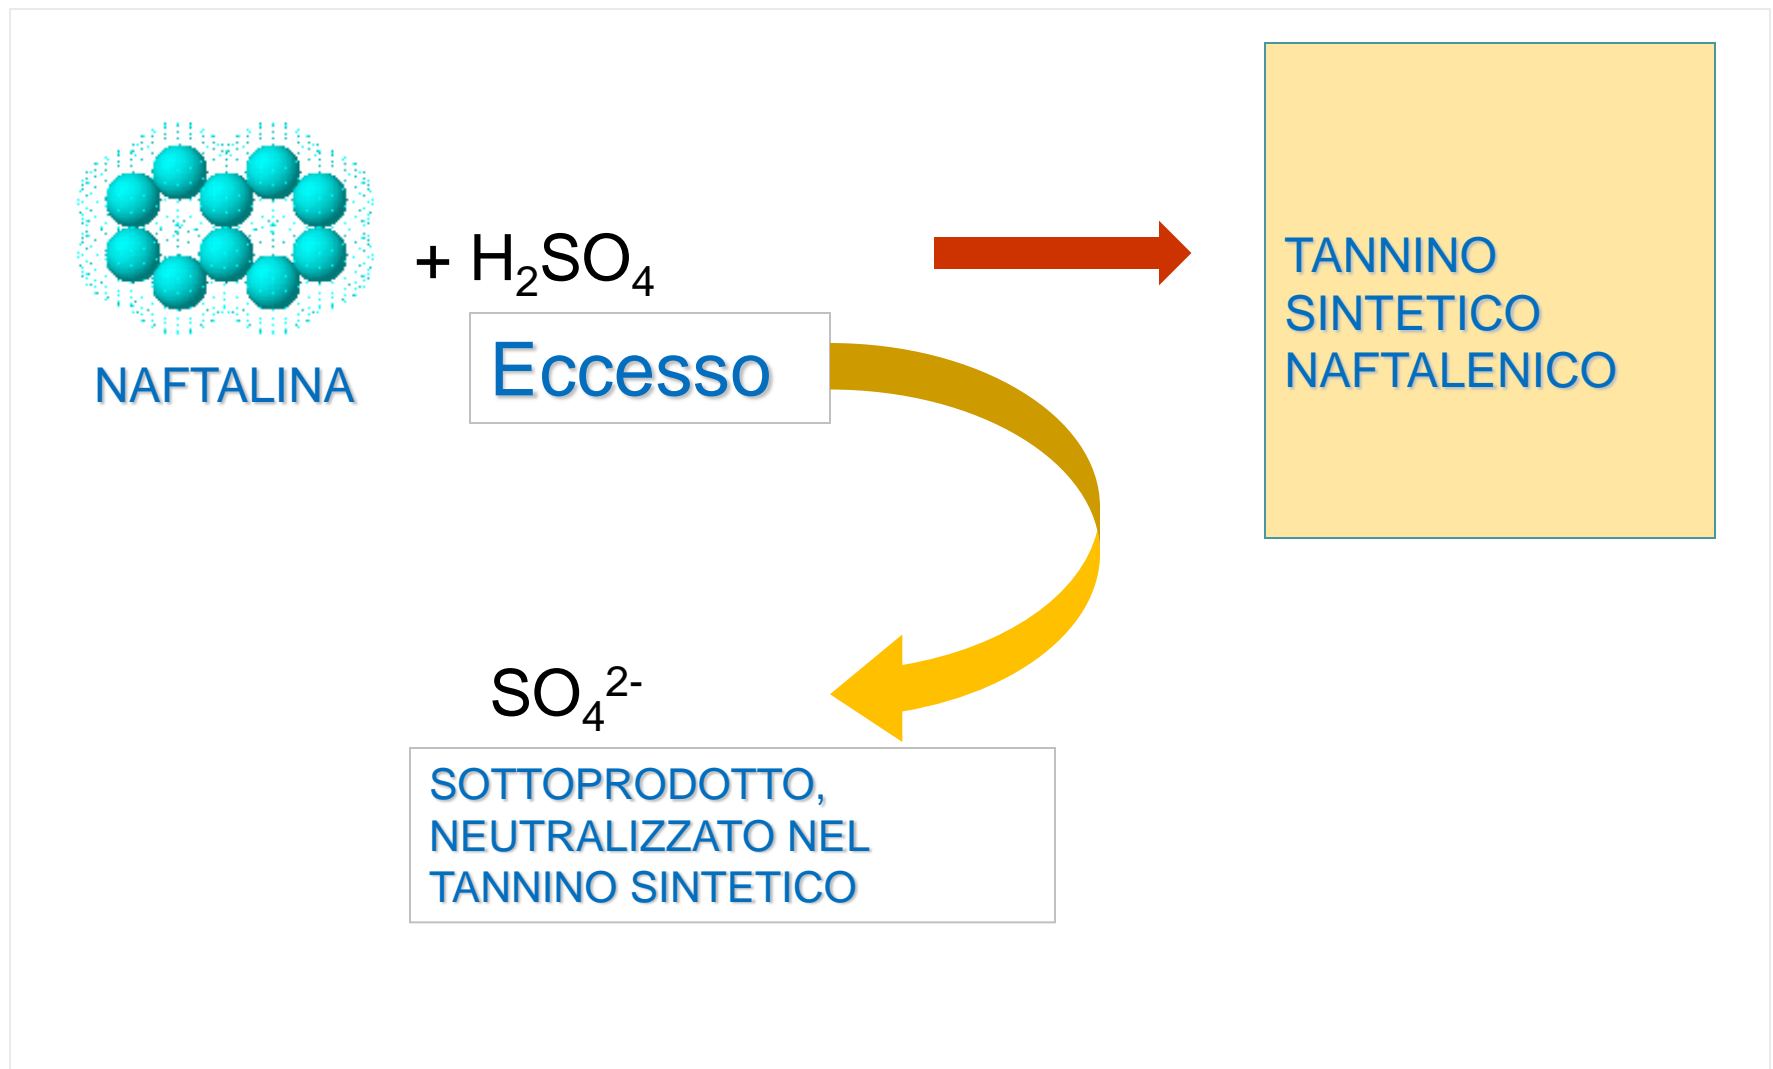 + H₂SO₄
Eccesso
NAFTALINA
TANNINO
SINTETICO
NAFTALENICO
SO₄²⁻
SOTTOPRODOTTO,
NEUTRALIZZATO NEL
TANNINO SINTETICO